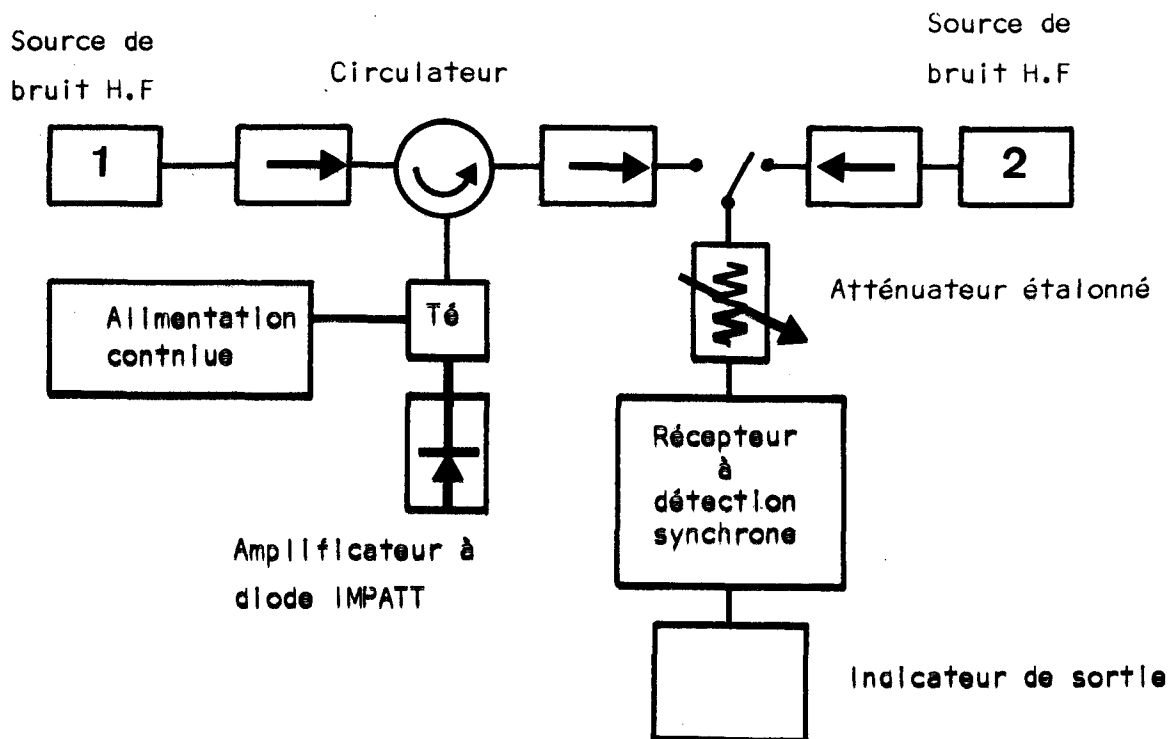 Source de
bruit H.F
Circulateur
Source de
bruit H.F
1
2
Alimentation
contniue
Té
Atténuateur étalonné
Récepteur
à
détection
synchrone
Amplificateur à
diode IMPATT
Indicateur de sortie